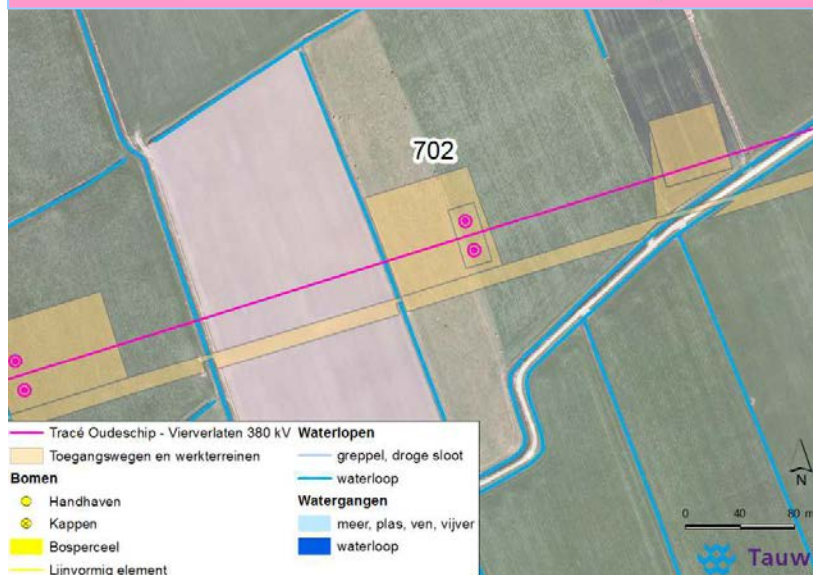 702
Tracé Oudeschip - Vierverlaten 380 kV
Toegangswegen en werkterreinen
Bomen
Handhaven
Kappen
Bosperceel
Lijnvormig element
Waterlopen
greppel, droge sloot
waterloop
Watergangen
meer, plas, ven, vijver
waterloop
N
0 40 80 m
Tauw